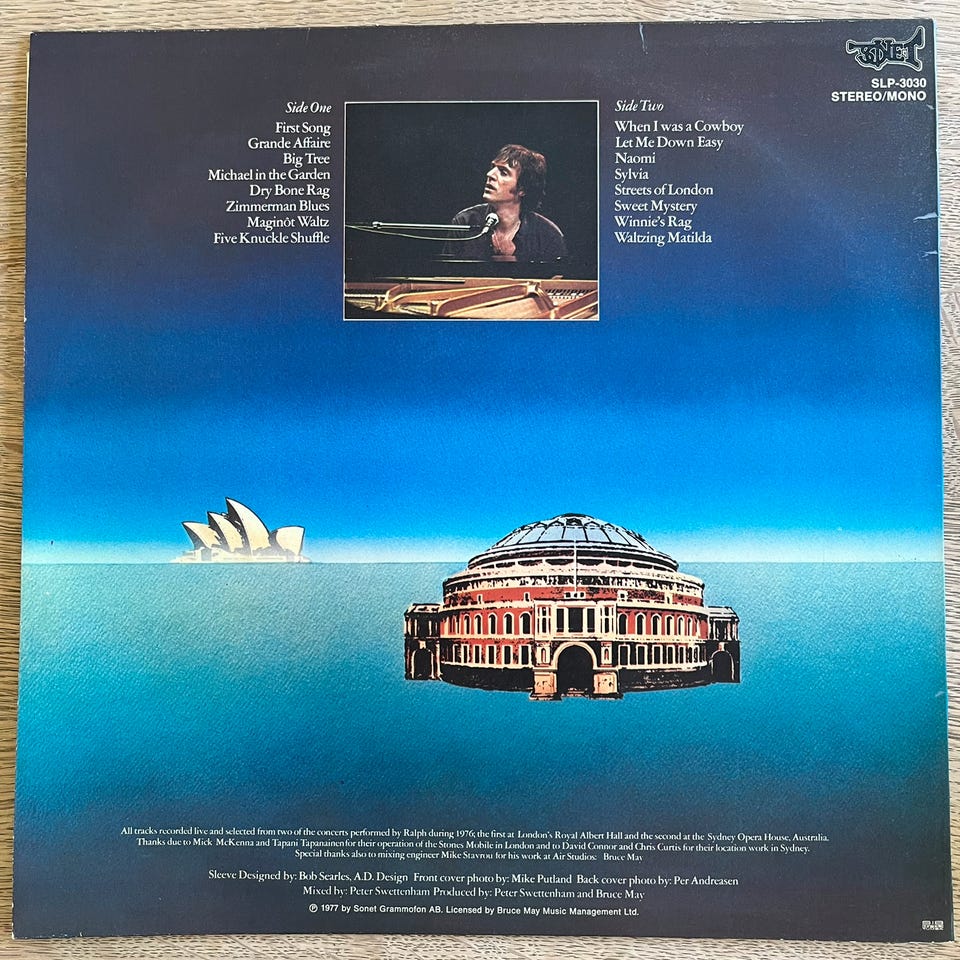 SONET
SLP-3030
STEREO/MONO
Side One
First Song
Grande Affaire
Big Tree
Michael in the Garden
Dry Bone Rag
Zimmerman Blues
Maginôt Waltz
Five Knuckle Shuffle
Side Two
When I was a Cowboy
Let Me Down Easy
Naomi
Sylvia
Streets of London
Sweet Mystery
Winnie's Rag
Waltzing Matilda
All tracks recorded live and selected from two of the concerts performed by Ralph during 1976; the first at London's Royal Albert Hall and the second at the Sydney Opera House, Australia.
Thanks due to Mick McKenna and Tapani Tapanainen for their operation of the Stones Mobile in London and to David Connor and Chris Curtis for their location work in Sydney.
Special thanks also to mixing engineer Mike Stavrou for his work at Air Studios: Bruce May
Sleeve Designed by: Bob Searles, A.D. Design Front cover photo by: Mike Putland Back cover photo by: Per Andreasen
Mixed by: Peter Swettenham Produced by: Peter Swettenham and Bruce May
℗ 1977 by Sonet Grammofon AB. Licensed by Bruce May Music Management Ltd.